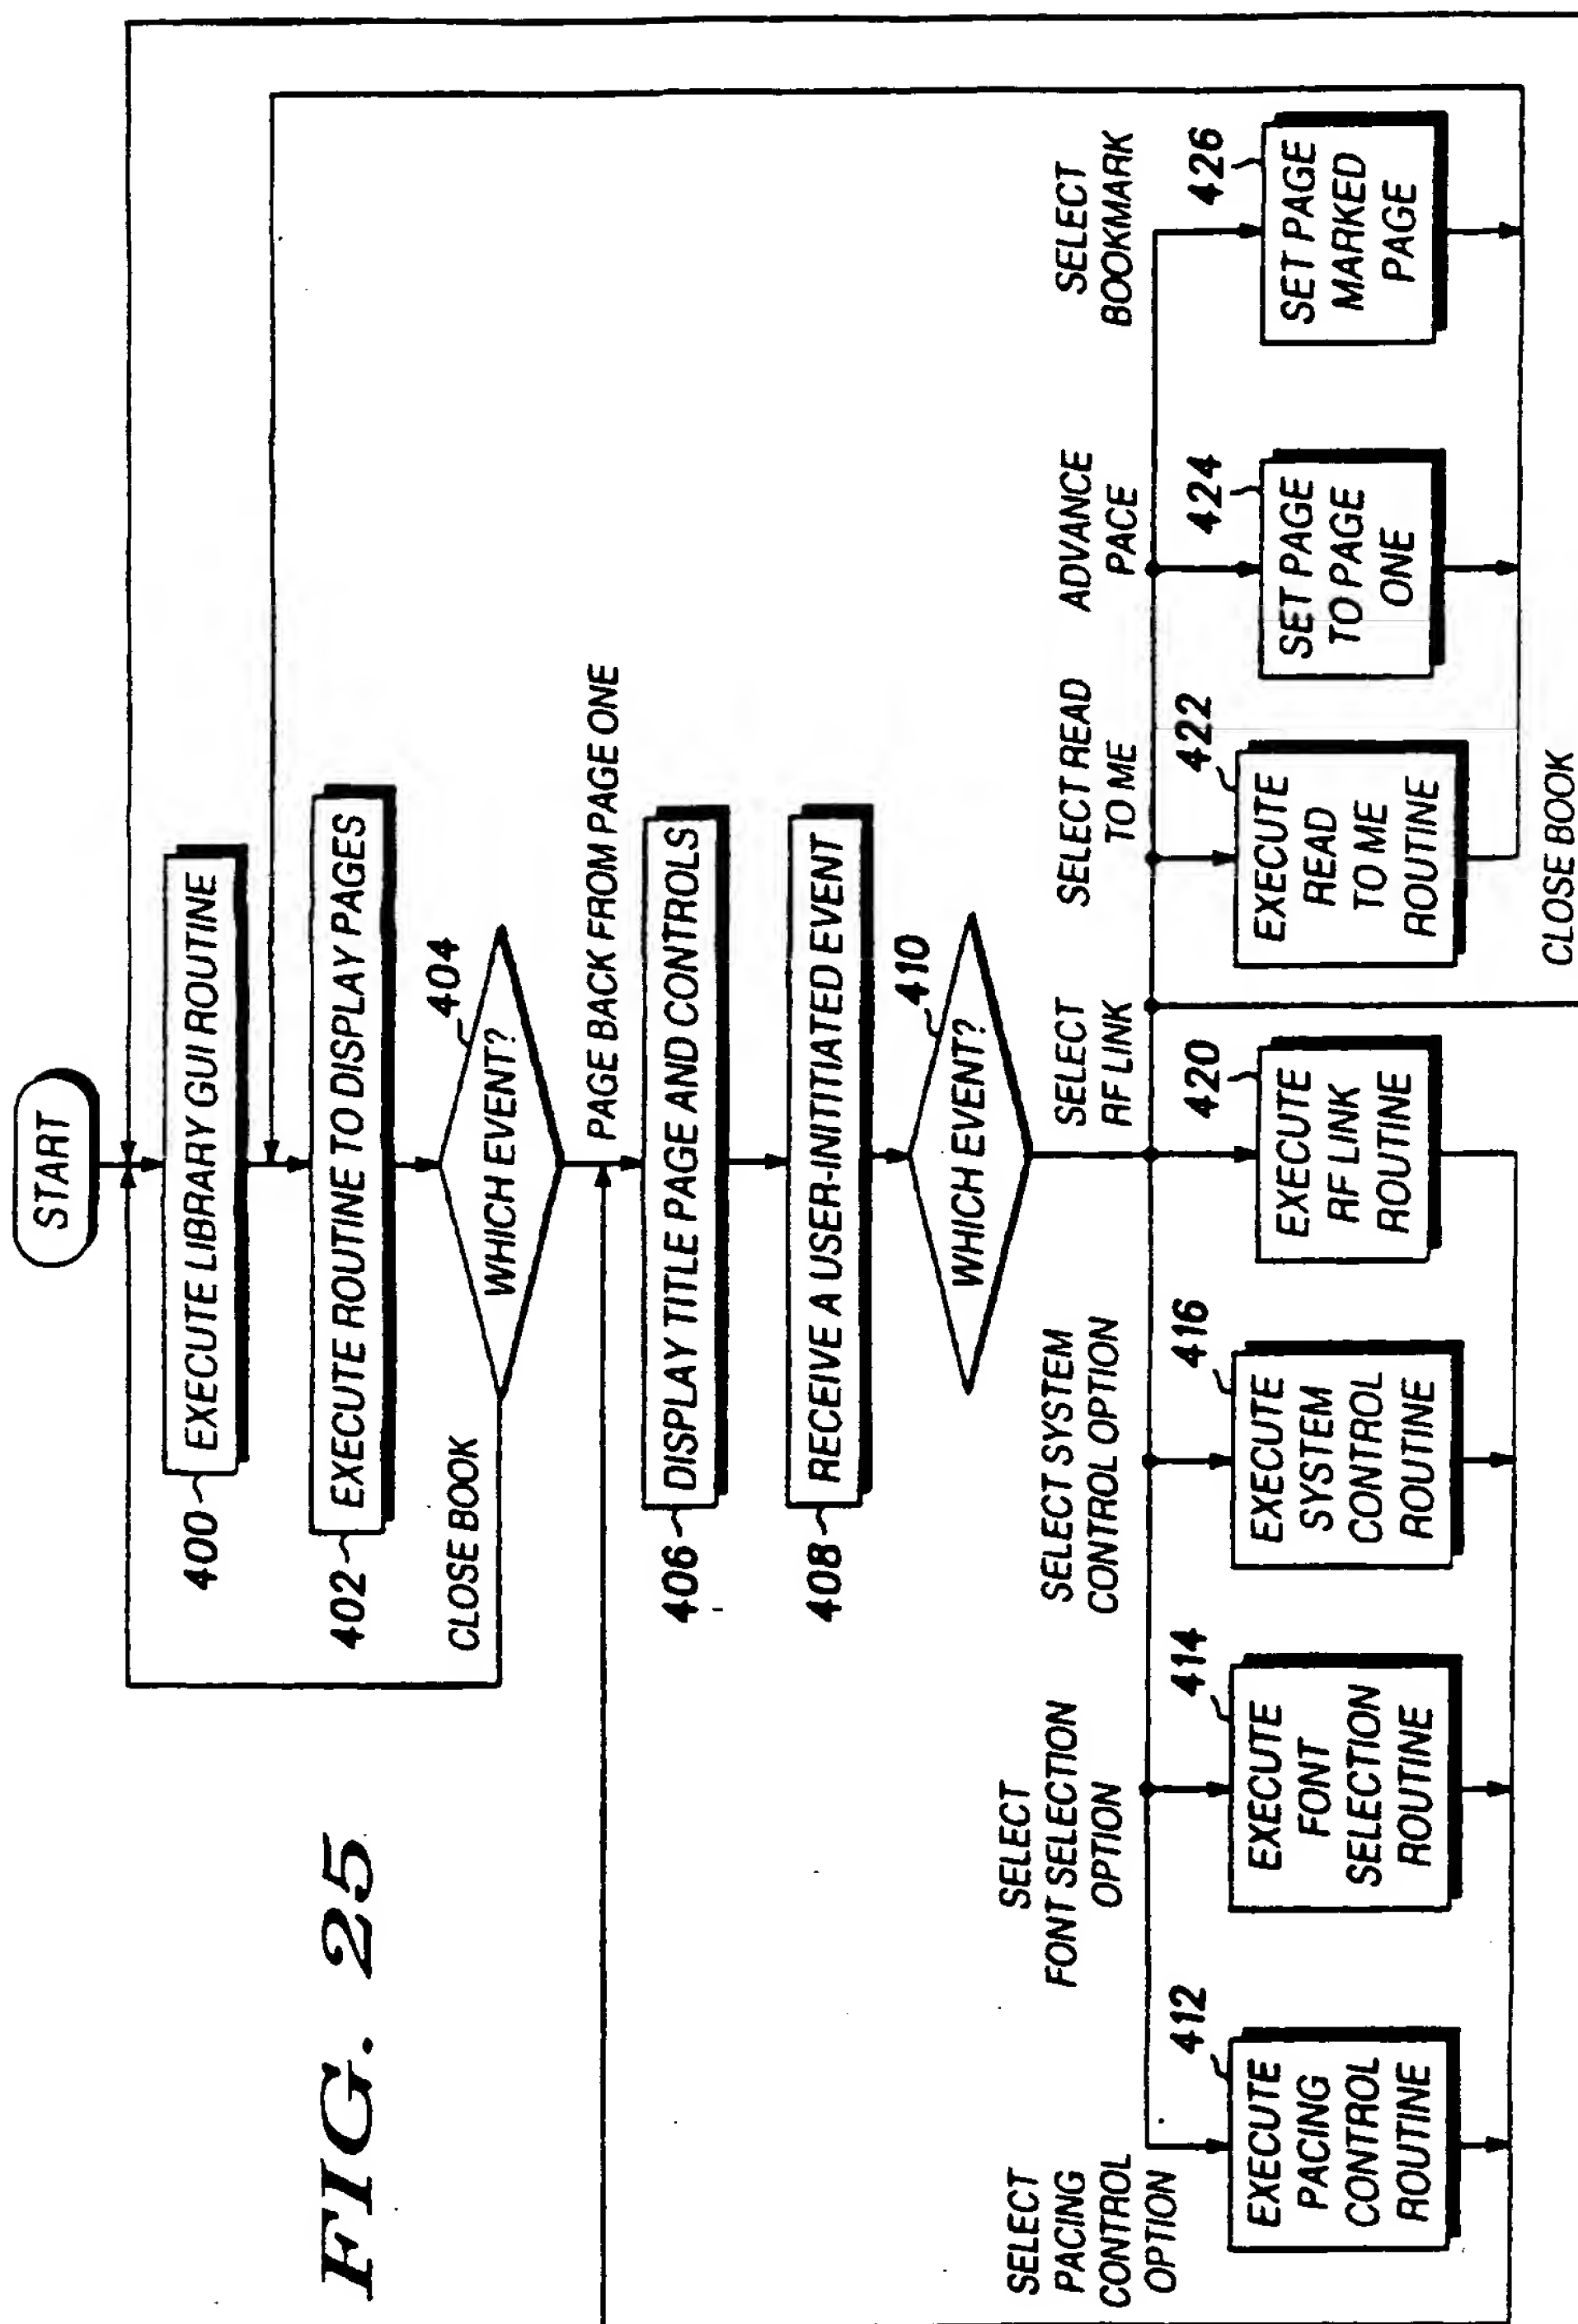 FIG. 25
START
400
EXECUTE LIBRARY GUI ROUTINE
402
EXECUTE ROUTINE TO DISPLAY PAGES
404
WHICH EVENT?
CLOSE BOOK
PAGE BACK FROM PAGE ONE
406
DISPLAY TITLE PAGE AND CONTROLS
408
RECEIVE A USER-INITITIATED EVENT
410
WHICH EVENT?
SELECT
PACING
CONTROL
OPTION
412
EXECUTE
PACING
CONTROL
ROUTINE
SELECT
FONT SELECTION
OPTION
414
EXECUTE
FONT
SELECTION
ROUTINE
SELECT SYSTEM
CONTROL OPTION
416
EXECUTE
SYSTEM
CONTROL
ROUTINE
SELECT
RF LINK
420
EXECUTE
RF LINK
ROUTINE
SELECT READ
TO ME
422
EXECUTE
READ
TO ME
ROUTINE
ADVANCE
PACE
424
SET PAGE
TO PAGE
ONE
SELECT
BOOKMARK
426
SET PAGE
MARKED
PAGE
CLOSE BOOK